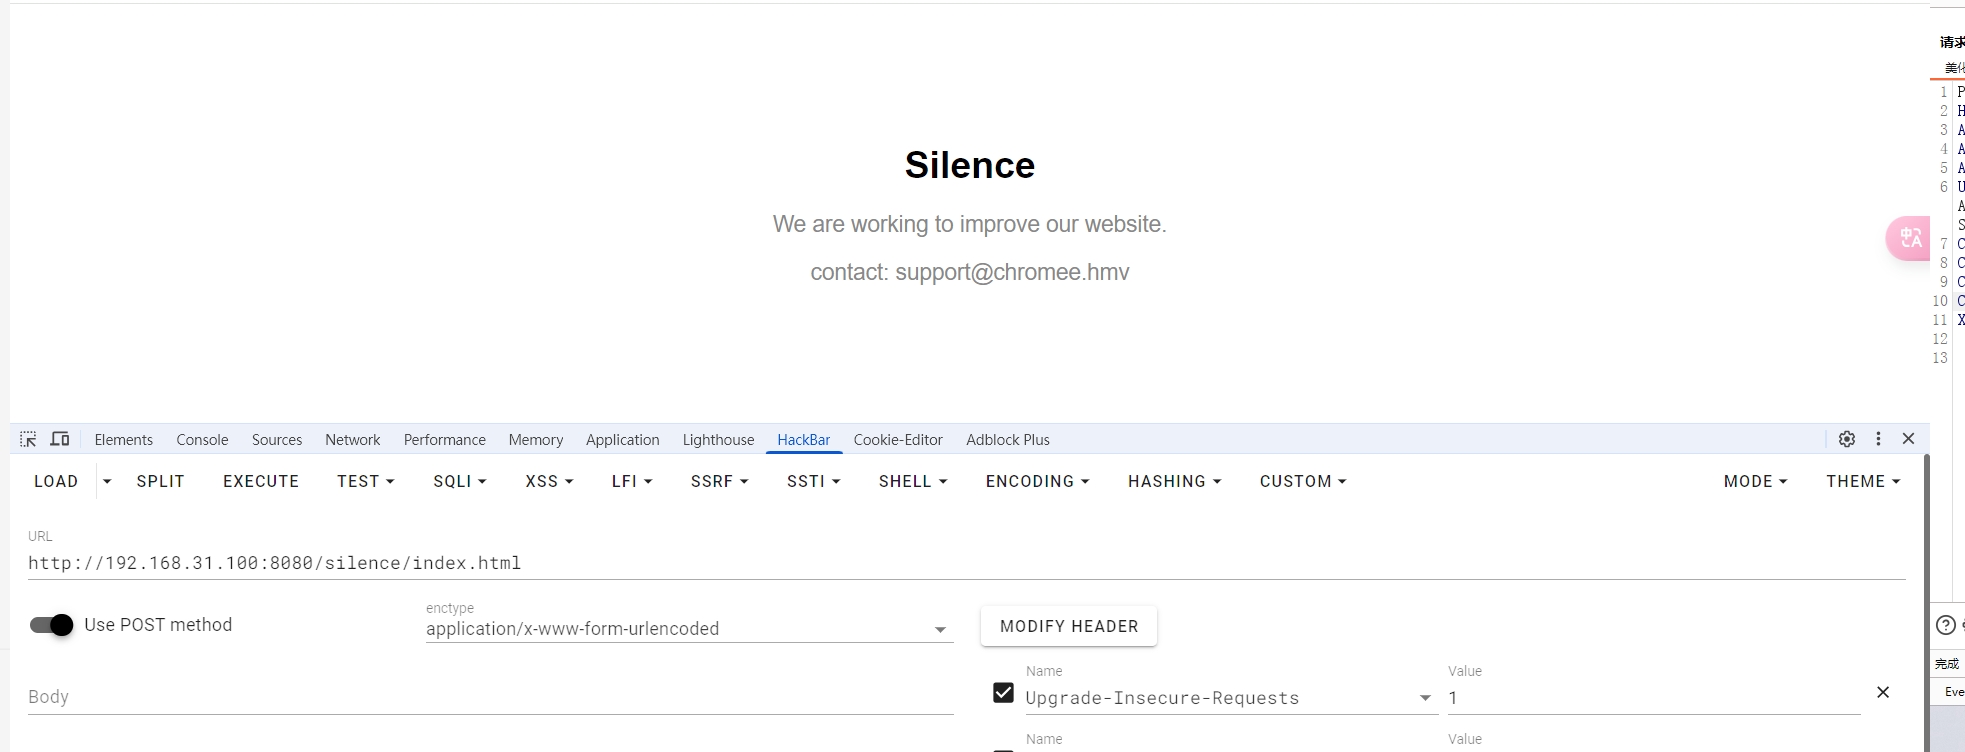 Silence
We are working to improve our website.
contact: support@chromee.hmv
Elements Console Sources Network Performance Memory Application Lighthouse HackBar Cookie-Editor Adblock Plus
LOAD SPLIT EXECUTE TEST SQLI XSS LFI SSRF SSTI SHELL ENCODING HASHING CUSTOM MODE THEME
URL
http://192.168.31.100:8080/silence/index.html
Use POST method
enctype
application/x-www-form-urlencoded
MODIFY HEADER
Body
Name
Upgrade-Insecure-Requests
Value
1
Name
Value
请求
美化
1 P
2 H
3 A
4 A
5 A
6 U
A
S
7 C
8 C
9 C
10 C
11 X
12
13
完成
Eve